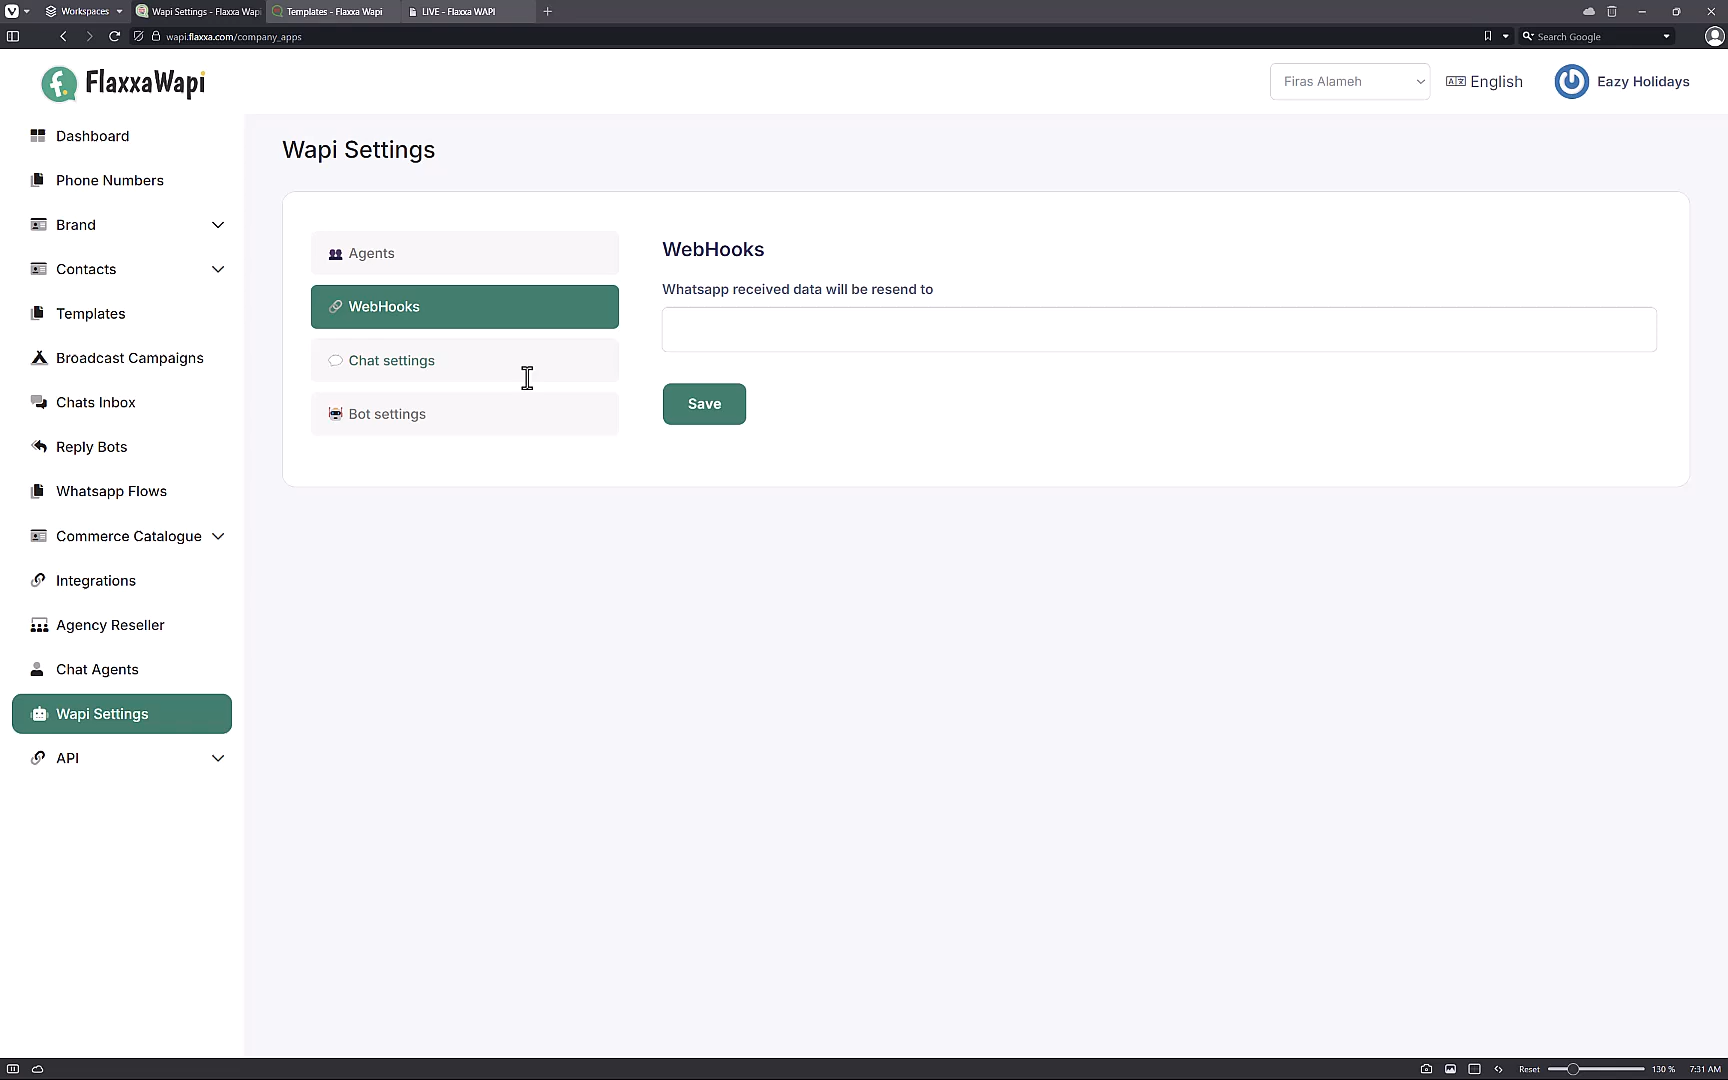 Workspaces
Wapi Settings - Flaxxa Wapi
Templates - Flaxxa Wapi
LIVE - Flaxxa WAPI
wapi.flaxxa.com/company_apps
Search Google
FlaxxaWapi
Firas Alameh
English
Eazy Holidays
Dashboard
Phone Numbers
Brand
Contacts
Templates
Broadcast Campaigns
Chats Inbox
Reply Bots
Whatsapp Flows
Commerce Catalogue
Integrations
Agency Reseller
Chat Agents
Wapi Settings
API
Wapi Settings
Agents
WebHooks
Chat settings
Bot settings
WebHooks
Whatsapp received data will be resend to
Save
Reset
130 %
7:31 AM